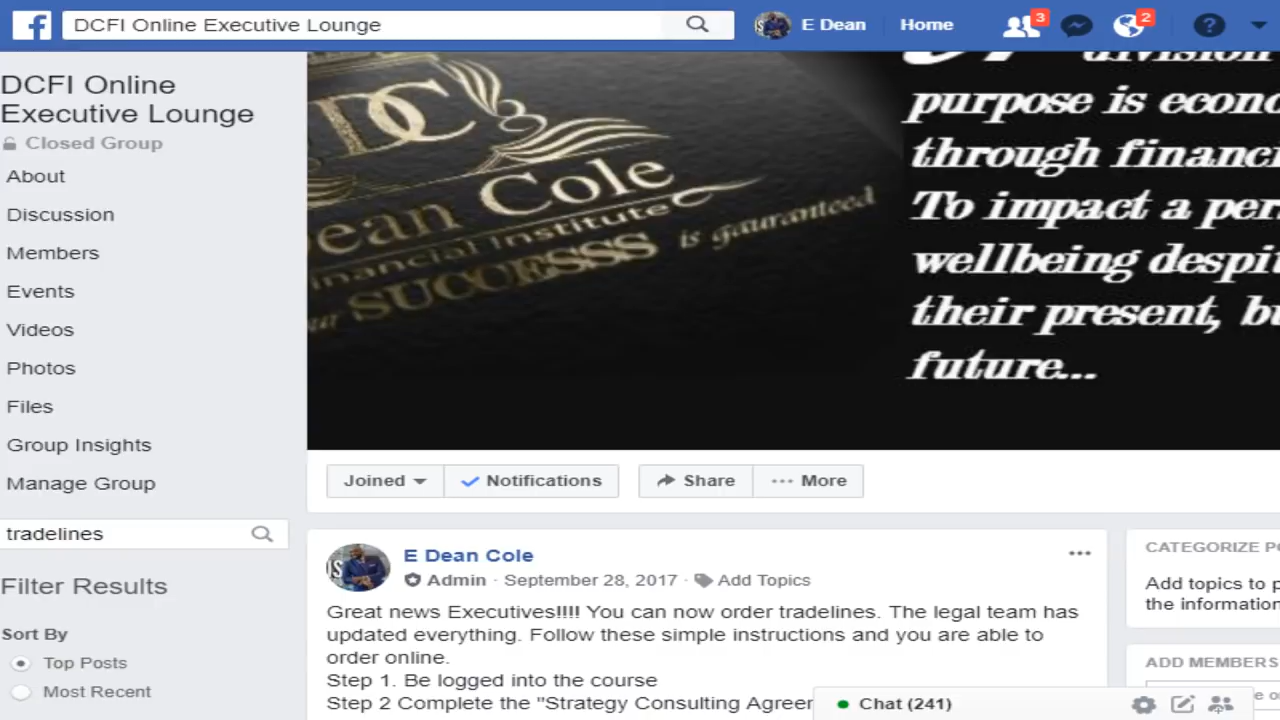 DCFI Online Executive Lounge
E Dean
Home
3
2
DCFI Online
Executive Lounge
Closed Group
About
Discussion
Members
Events
Videos
Photos
Files
Group Insights
Manage Group
tradelines
Filter Results
Sort By
Top Posts
Most Recent
DC
ean Cole
inancial Institute
ur SUCCESSS is gauranteed
division
purpose is econo
through financi
To impact a per
wellbeing despit
their present, bu
future...
Joined
Notifications
Share
More
E Dean Cole
Admin · September 28, 2017 · Add Topics
Great news Executives!!!! You can now order tradelines. The legal team has
updated everything. Follow these simple instructions and you are able to
order online.
Step 1. Be logged into the course
Step 2 Complete the "Strategy Consulting Agreer
CATEGORIZE PO
Add topics to p
the information
ADD MEMBERS
Chat (241)